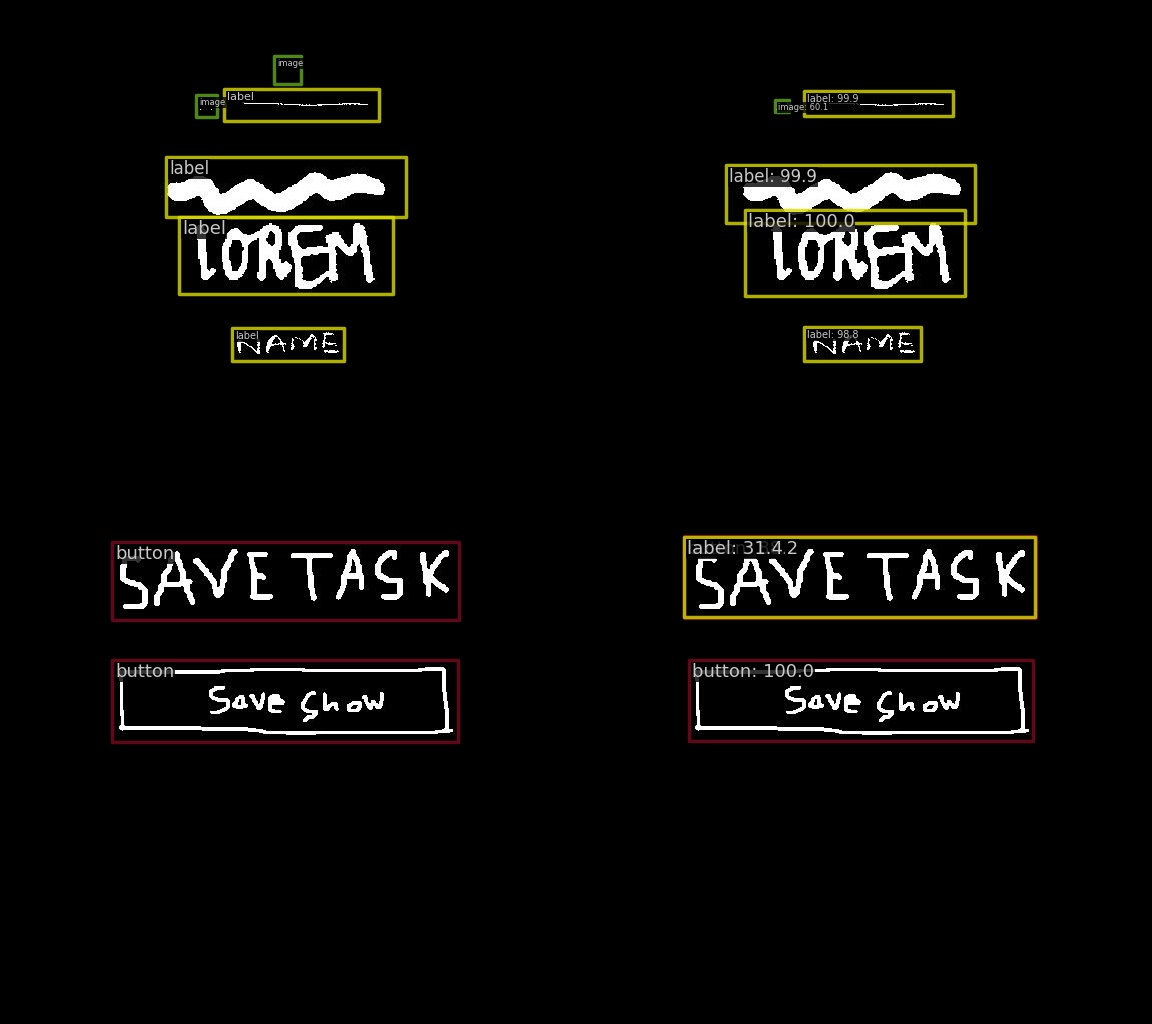 image
image
label
label: 99.9
image: 60.1
label
label: 99.9
label
label: 100.0
LOREM
LOREM
label
label: 98.8
NAME
NAME
button
label: 31.4.2
SAVE TASK
SAVE TASK
button
button: 100.0
Save Show
Save Show